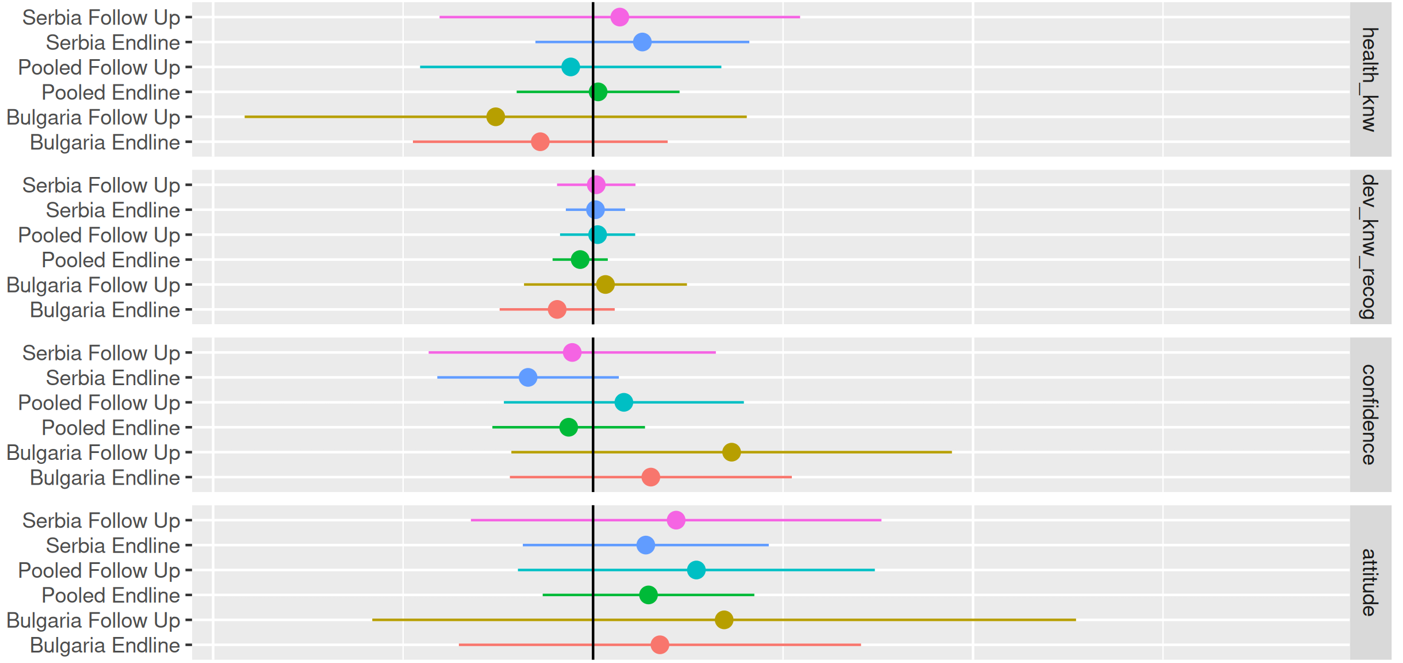 Serbia Follow Up
Serbia Endline
Pooled Follow Up
Pooled Endline
Bulgaria Follow Up
Bulgaria Endline
health_knw
Serbia Follow Up
Serbia Endline
Pooled Follow Up
Pooled Endline
Bulgaria Follow Up
Bulgaria Endline
dev_knw_recog
Serbia Follow Up
Serbia Endline
Pooled Follow Up
Pooled Endline
Bulgaria Follow Up
Bulgaria Endline
confidence
Serbia Follow Up
Serbia Endline
Pooled Follow Up
Pooled Endline
Bulgaria Follow Up
Bulgaria Endline
attitude